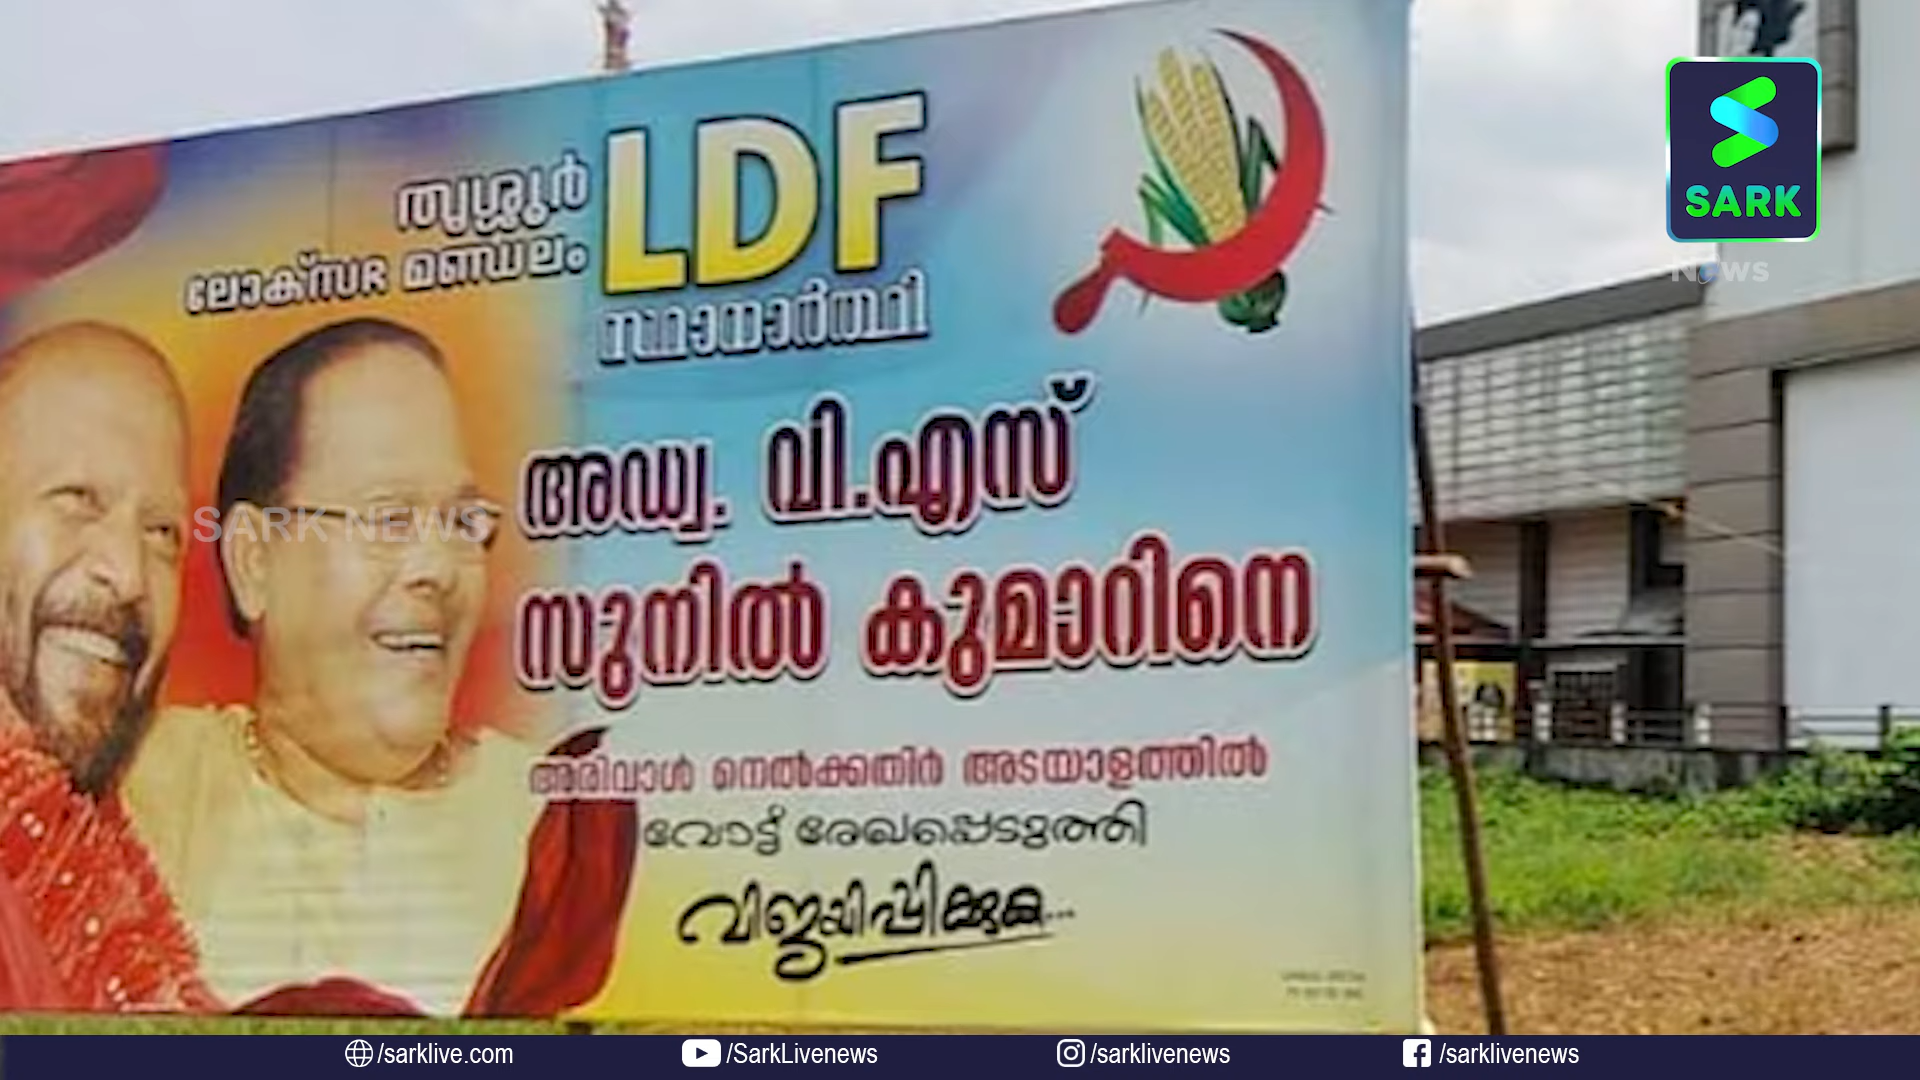 തൃശ്ശൂർ
ലോക്സഭ മണ്ഡലം
LDF
സ്ഥാനാർത്ഥി
അഡ്വ. വി.എസ്
സുനിൽ കുമാറിനെ
അരിവാൾ നെൽക്കതിർ അടയാളത്തിൽ
വോട്ട് രേഖപ്പെടുത്തി
വിജയിപ്പിക്കുക...
SARK
News
SARK NEWS
/sarklive.com
/SarkLivenews
/sarklivenews
/sarklivenews